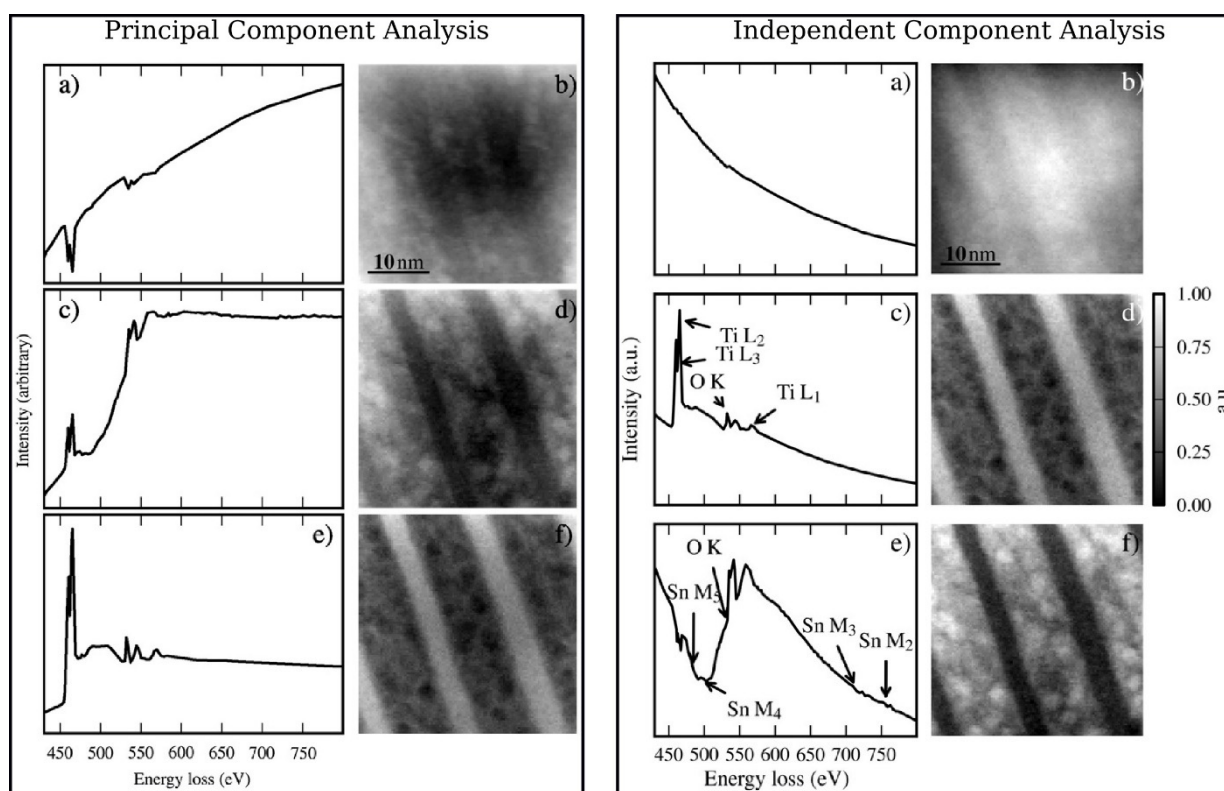 Principal Component Analysis
a)
b)
10 nm
c)
d)
Intensity (arbitrary)
e)
f)
450 500 550 600 650 700 750
Energy loss (eV)
Independent Component Analysis
a)
b)
10 nm
c)
Ti L2
Ti L3
O K
Ti L1
d)
1.00
0.75
0.50
0.25
0.00
a.u.
Intensity (a.u.)
e)
O K
Sn M5
Sn M3
Sn M2
Sn M4
f)
450 500 550 600 650 700 750
Energy loss (eV)